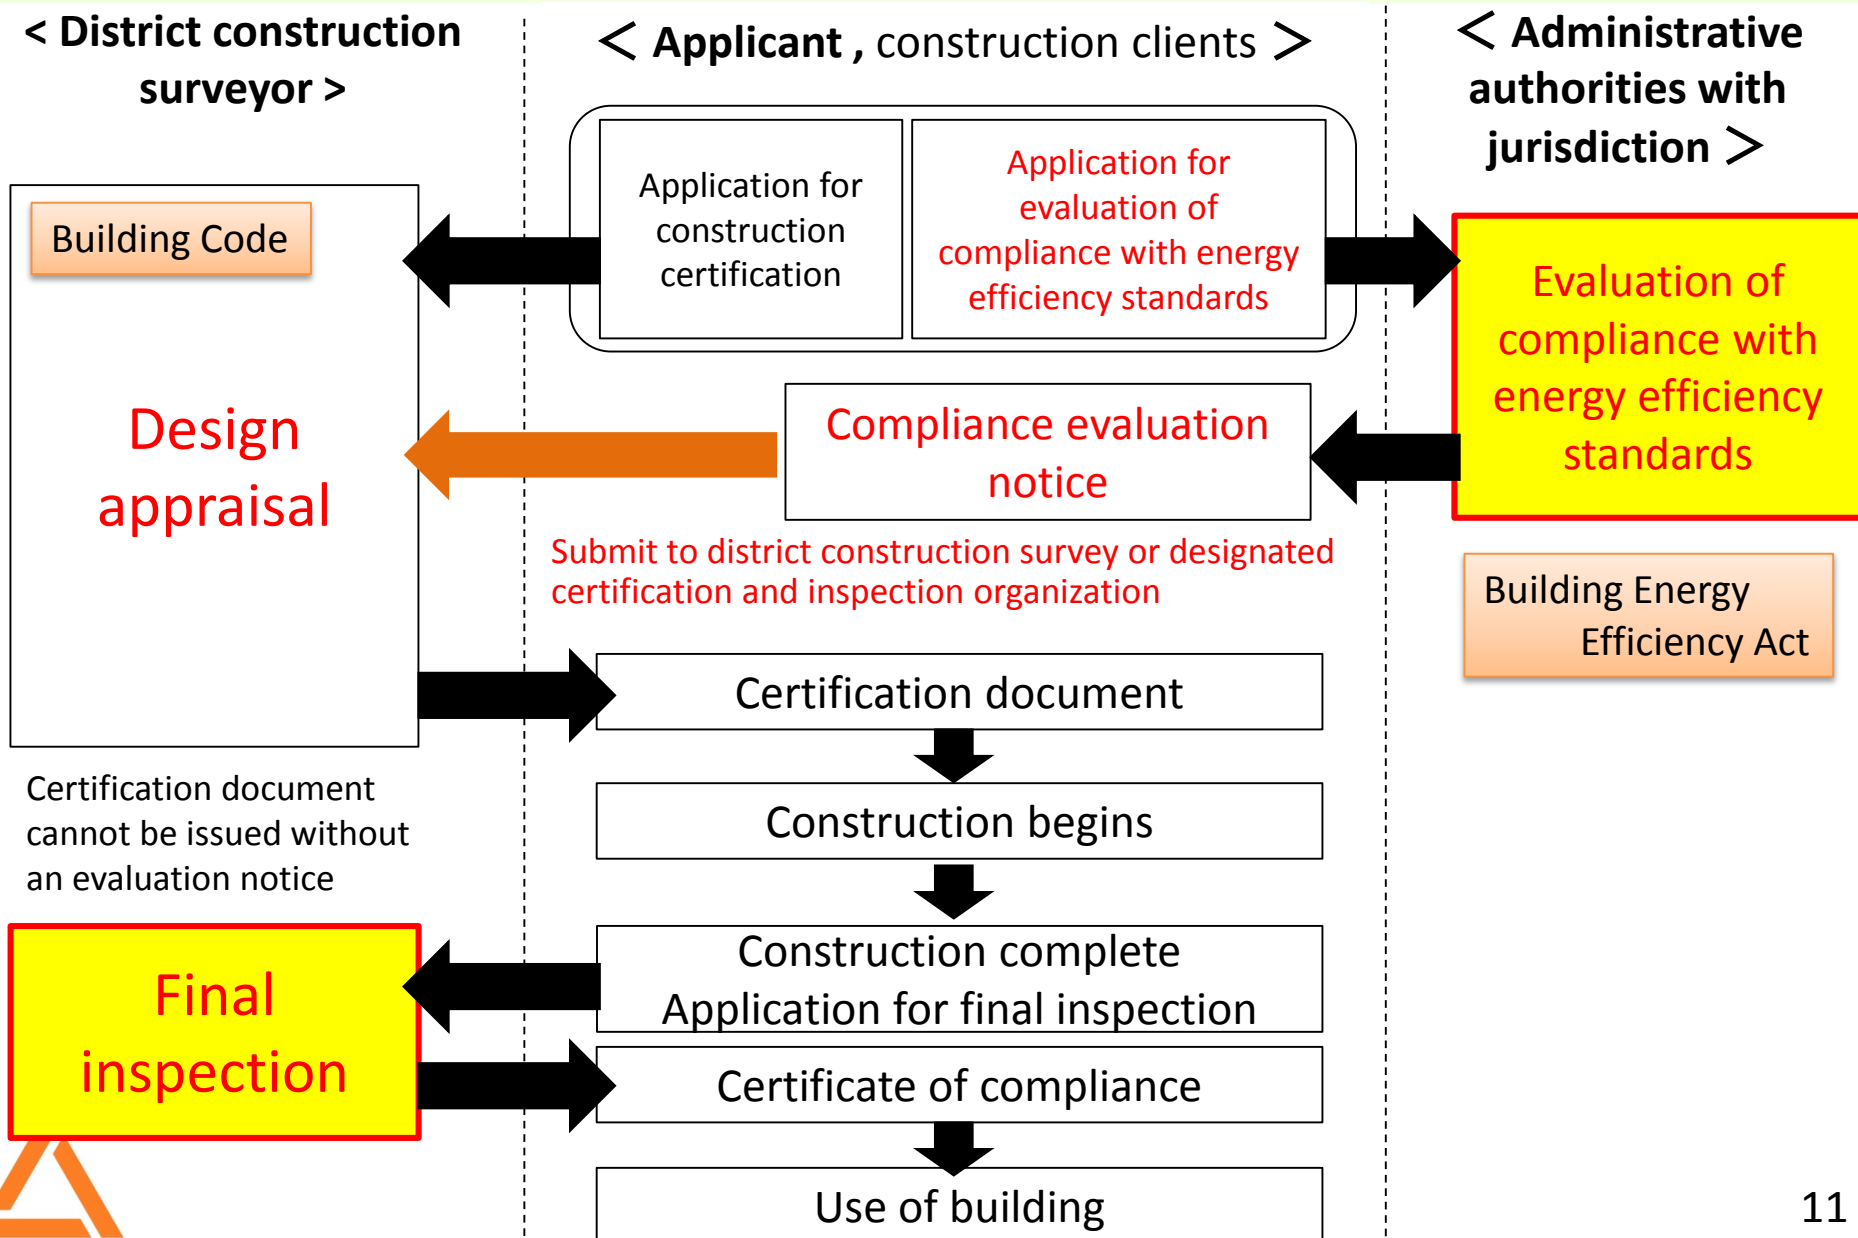 < District construction
surveyor >
< Applicant , construction clients >
< Administrative
authorities with
jurisdiction >
Building Code
Design
appraisal
Application for
construction
certification
Application for
evaluation of
compliance with energy
efficiency standards
Evaluation of
compliance with
energy efficiency
standards
Compliance evaluation
notice
Submit to district construction survey or designated
certification and inspection organization
Building Energy
Efficiency Act
Certification document
Certification document
cannot be issued without
an evaluation notice
Construction begins
Final
inspection
Construction complete
Application for final inspection
Certificate of compliance
Use of building
11